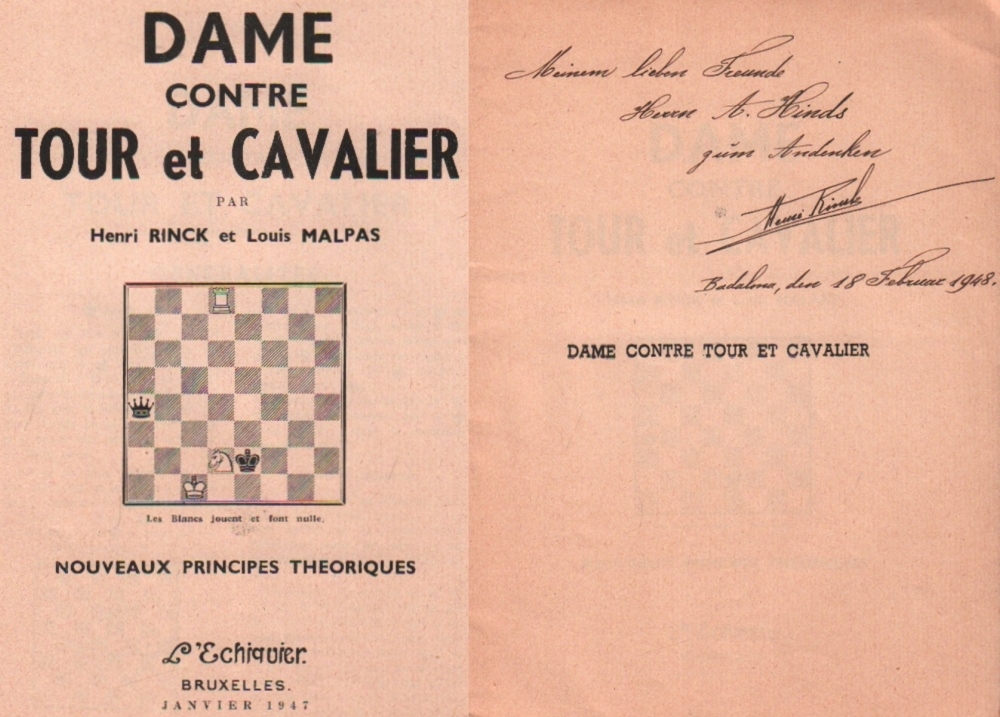 DAME
CONTRE
TOUR et CAVALIER
PAR
Henri RINCK et Louis MALPAS
Les Blancs jouent et font nulle.
NOUVEAUX PRINCIPES THEORIQUES
L'Echiquier.
BRUXELLES.
JANVIER 1947
Meinem lieben Freunde
Herrn A. Hinds
zum Andenken
Henri Rinck
Badalona, den 18 Februar 1948.
DAME CONTRE TOUR ET CAVALIER